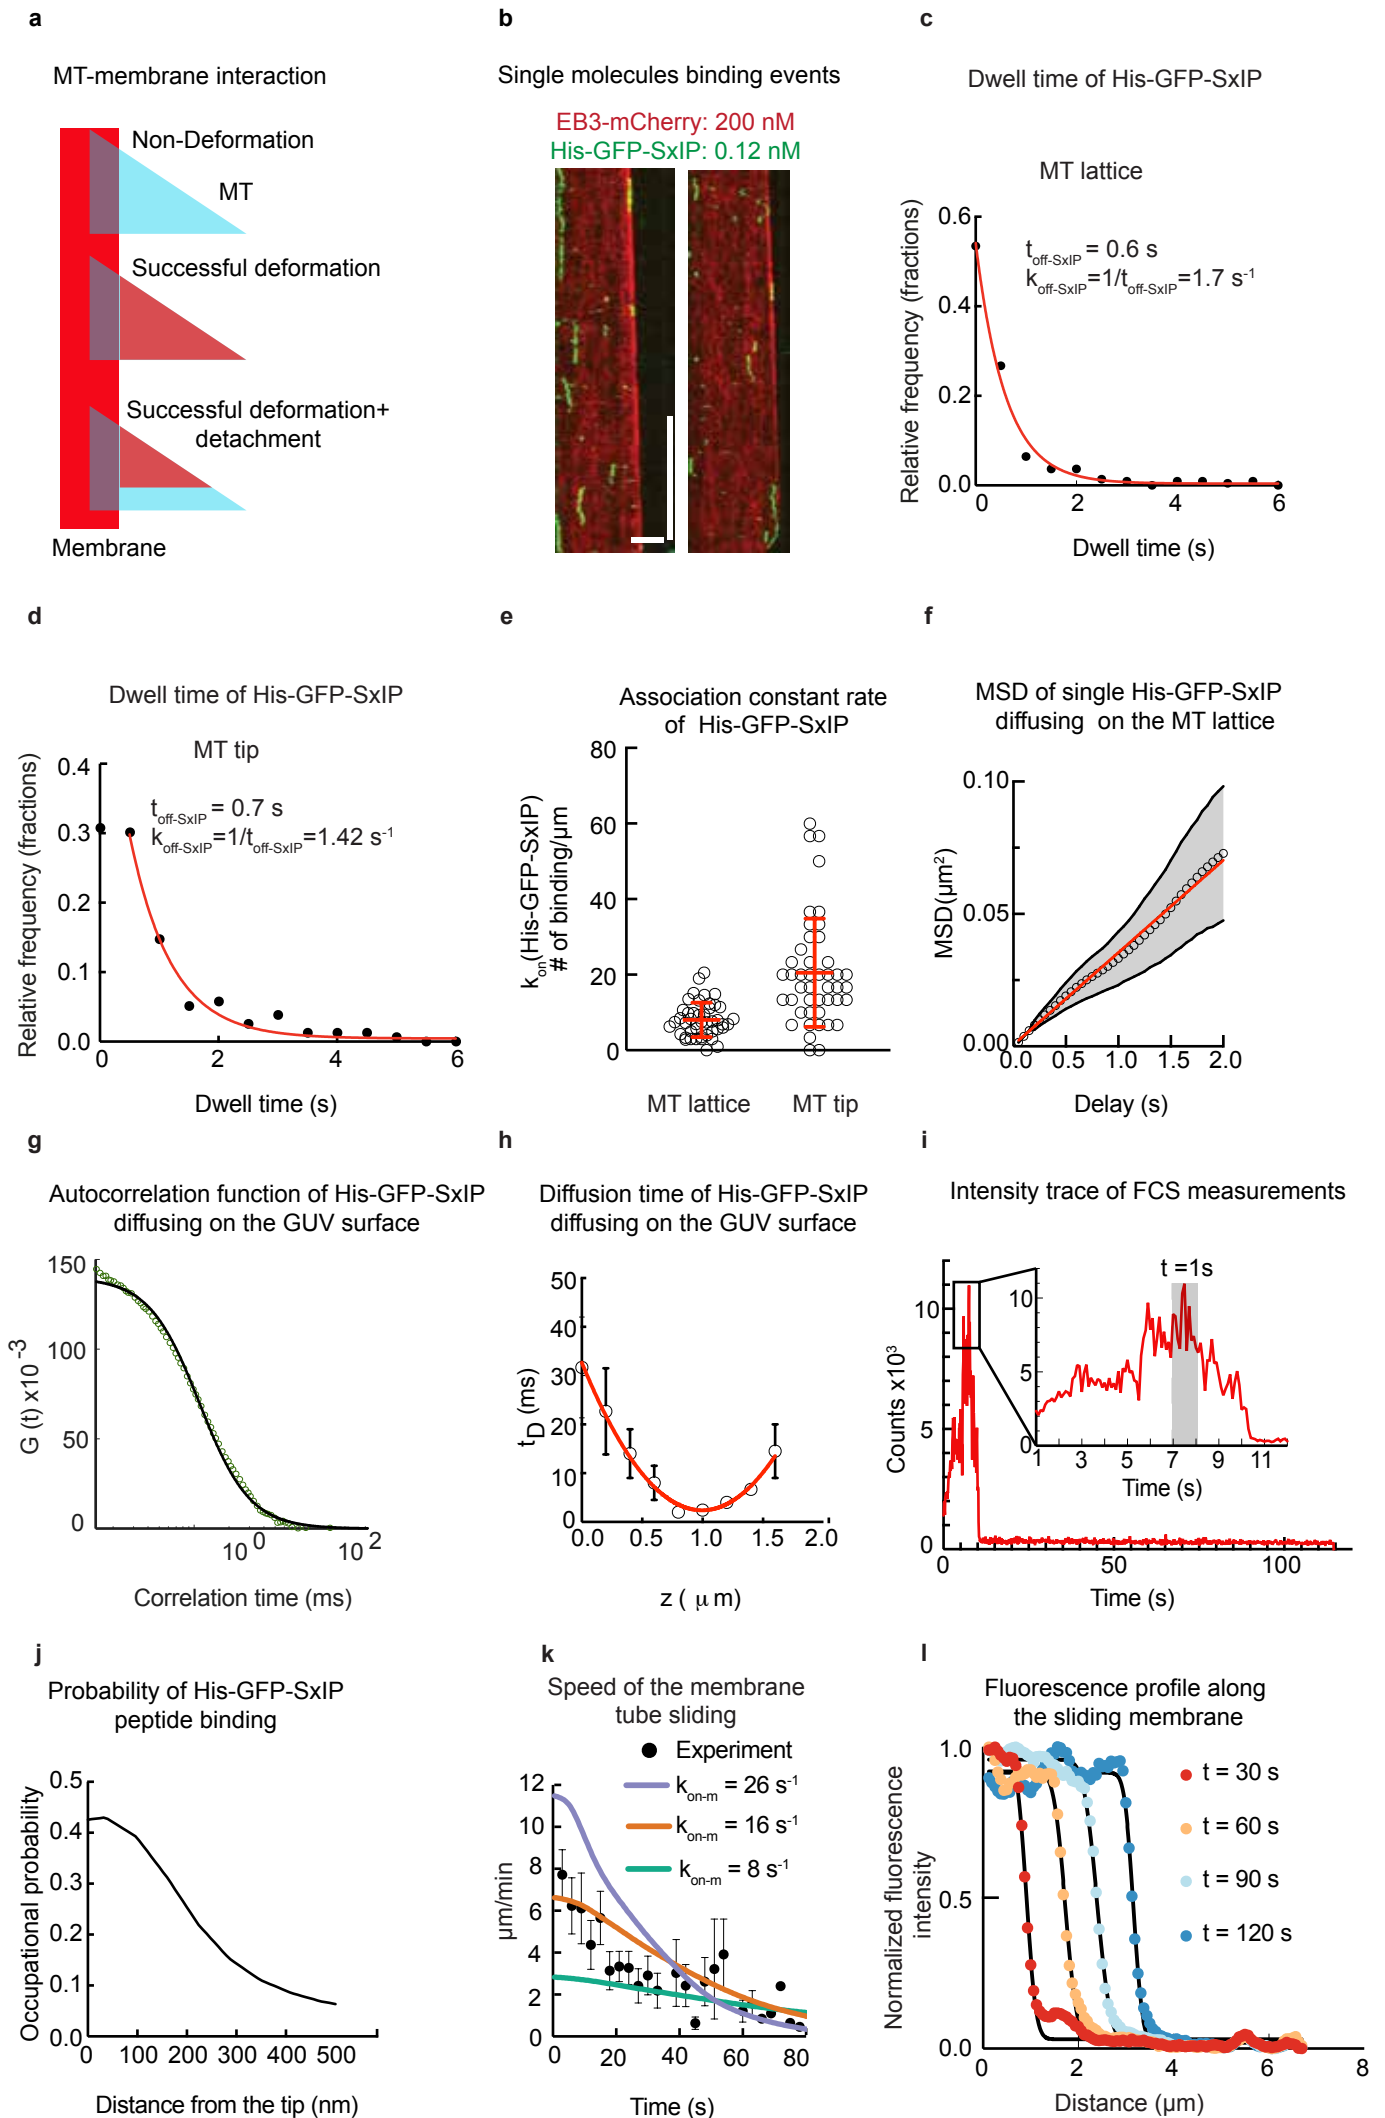 a
MT-membrane interaction
Non-Deformation
MT
Successful deformation
Successful deformation+
detachment
Membrane
b
Single molecules binding events
EB3-mCherry: 200 nM
His-GFP-SxIP: 0.12 nM
c
Dwell time of His-GFP-SxIP
MT lattice
t off-SxIP = 0.6 s
k off-SxIP =1/t off-SxIP =1.7 s-1
Relative frequency (fractions)
0.6
0.4
0.2
0.0
0 2 4 6
Dwell time (s)
d
Dwell time of His-GFP-SxIP
MT tip
t off-SxIP = 0.7 s
k off-SxIP =1/t off-SxIP =1.42 s-1
Relative frequency (fractions)
0.4
0.3
0.2
0.1
0.0
0 2 4 6
Dwell time (s)
e
Association constant rate
of His-GFP-SxIP
k on (His-GFP-SxIP)
# of binding/µm
80
60
40
20
0
MT lattice MT tip
f
MSD of single His-GFP-SxIP
diffusing on the MT lattice
MSD(µm²)
0.10
0.05
0.00
0.0 0.5 1.0 1.5 2.0
Delay (s)
g
Autocorrelation function of His-GFP-SxIP
diffusing on the GUV surface
G (t) x10-3
150
100
50
0
10 0 10 2
Correlation time (ms)
h
Diffusion time of His-GFP-SxIP
diffusing on the GUV surface
t D (ms)
50
40
30
20
10
0
0.0 0.5 1.0 1.5 2.0
z ( µ m)
i
Intensity trace of FCS measurements
t =1s
10
5
0
1 3 5 7 9 11
Time (s)
Counts x10³
10
5
0
0 50 100
Time (s)
j
Probability of His-GFP-SxIP
peptide binding
Occupational probability
0.5
0.4
0.3
0.2
0.1
0.0
0 100 200 300 400 500
Distance from the tip (nm)
k
Speed of the membrane
tube sliding
Experiment
k on-m = 26 s-1
k on-m = 16 s-1
k on-m = 8 s-1
µm/min
12
10
8
6
4
2
0
0 20 40 60 80
Time (s)
l
Fluorescence profile along
the sliding membrane
t = 30 s
t = 60 s
t = 90 s
t = 120 s
Normalized fluorescence
intensity
1.0
0.5
0.0
0 2 4 6 8
Distance (µm)